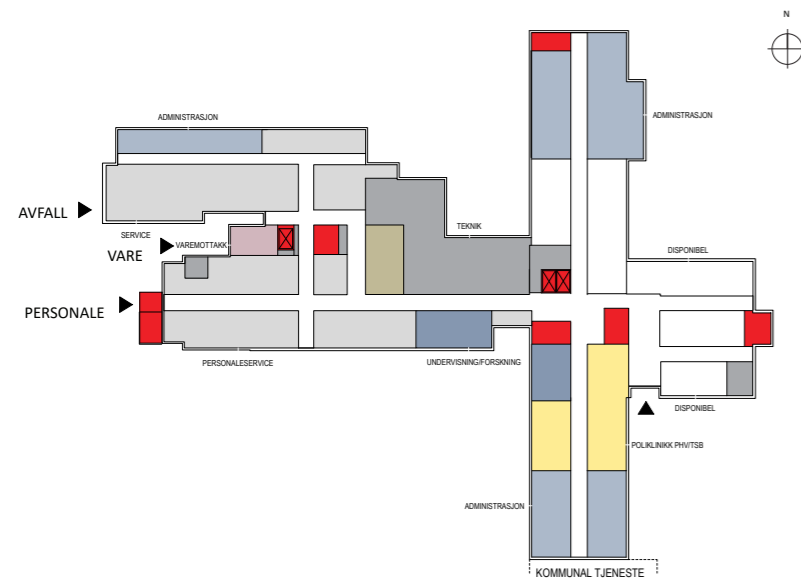 N
ADMINISTRASJON
ADMINISTRASJON
AVFALL
SERVICE
TEKNIK
VAREMOTTAKK
VARE
DISPONIBEL
PERSONALE
PERSONALESERVICE
UNDERVISNING/FORSKNING
DISPONIBEL
POLIKLINIKK PHV/TSB
ADMINISTRASJON
KOMMUNAL TJENESTE